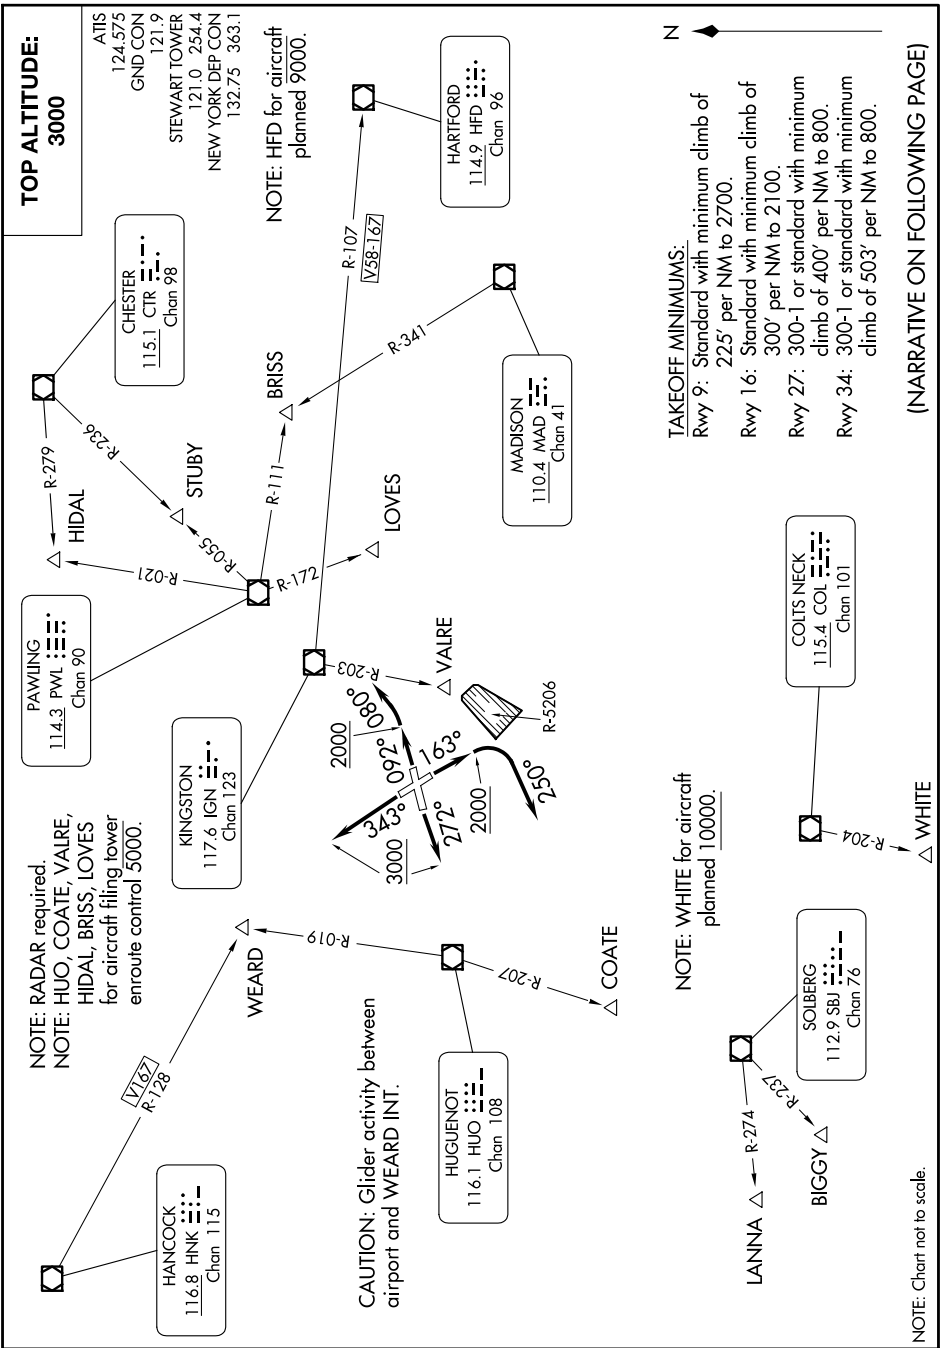 TOP ALTITUDE:
3000
ATIS
124.575
GND CON
121.9
STEWART TOWER
121.0 254.4
NEW YORK DEP CON
132.75 363.1
NOTE: RADAR required.
NOTE: HUO, COATE, VALRE,
HIDAL, BRISS, LOVES
for aircraft filing tower
enroute control 5000.
NOTE: HFD for aircraft
planned 9000.
CHESTER
115.1 CTR
Chan 98
R-279
R-236
HIDAL
STUBY
PAWLING
114.3 PWL
Chan 90
R-021
R-055
R-111
R-172
BRISS
LOVES
R-107
V58-167
HARTFORD
114.9 HFD
Chan 96
R-341
MADISON
110.4 MAD
Chan 41
KINGSTON
117.6 IGN
Chan 123
R-203
VALRE
R-5206
2000
080°
092°
163°
2000
250°
343°
3000
272°
HANCOCK
116.8 HNK
Chan 115
V167
R-128
WEARD
R-019
HUGUENOT
116.1 HUO
Chan 108
R-207
COATE
CAUTION: Glider activity between
airport and WEARD INT.
NOTE: WHITE for aircraft
planned 10000.
COLTS NECK
115.4 COL
Chan 101
R-204
WHITE
SOLBERG
112.9 SBJ
Chan 76
R-274
R-237
LANNA
BIGGY
N
TAKEOFF MINIMUMS:
Rwy 9: Standard with minimum climb of
225' per NM to 2700.
Rwy 16: Standard with minimum climb of
300' per NM to 2100.
Rwy 27: 300-1 or standard with minimum
climb of 400' per NM to 800.
Rwy 34: 300-1 or standard with minimum
climb of 503' per NM to 800.
(NARRATIVE ON FOLLOWING PAGE)
NOTE: Chart not to scale.